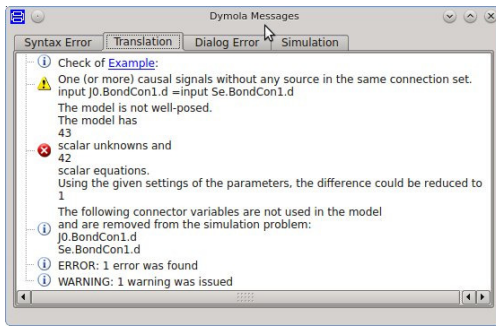 Dymola Messages
Syntax Error Translation Dialog Error Simulation
Check of Example:
One (or more) causal signals without any source in the same connection set.
input J0.BondCon1.d =input Se.BondCon1.d
The model is not well-posed.
The model has
43
scalar unknowns and
42
scalar equations.
Using the given settings of the parameters, the difference could be reduced to
1
The following connector variables are not used in the model
and are removed from the simulation problem:
J0.BondCon1.d
Se.BondCon1.d
ERROR: 1 error was found
WARNING: 1 warning was issued